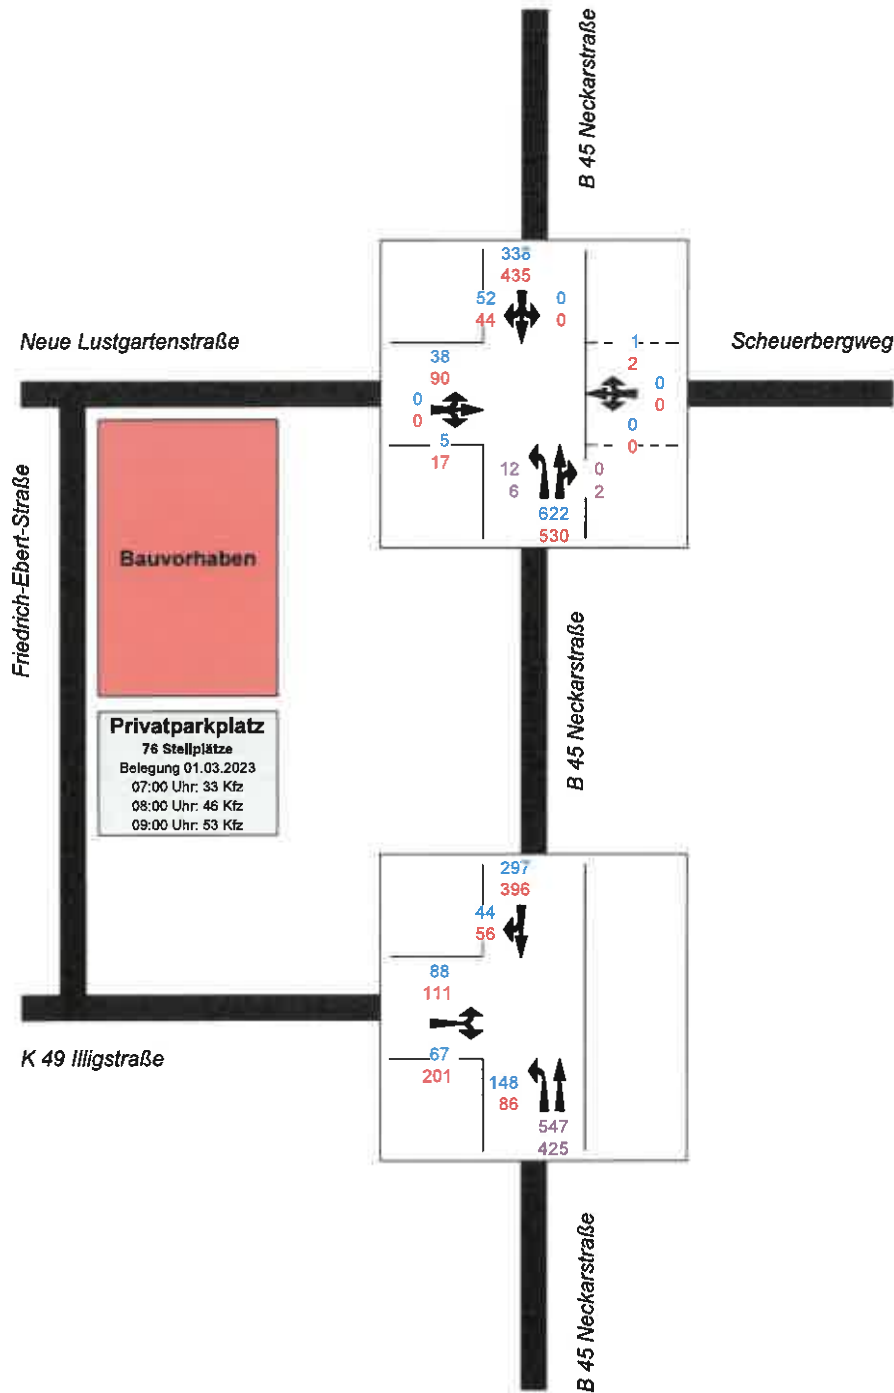 B 45 Neckarstraße
338
435
52 0
44 0
Neue Lustgartenstraße
Scheuerbergweg
38
90
1
2
0 0
0 0
5 0
17 0
12 0
6 2
622
530
Friedrich-Ebert-Straße
Bauvorhaben
B 45 Neckarstraße
Privatparkplatz
76 Stellplätze
Belegung 01.03.2023
07:00 Uhr: 33 Kfz
08:00 Uhr: 46 Kfz
09:00 Uhr: 53 Kfz
297
396
44
56
88
111
K 49 Illigstraße
67
201
148
86
547
425
B 45 Neckarstraße